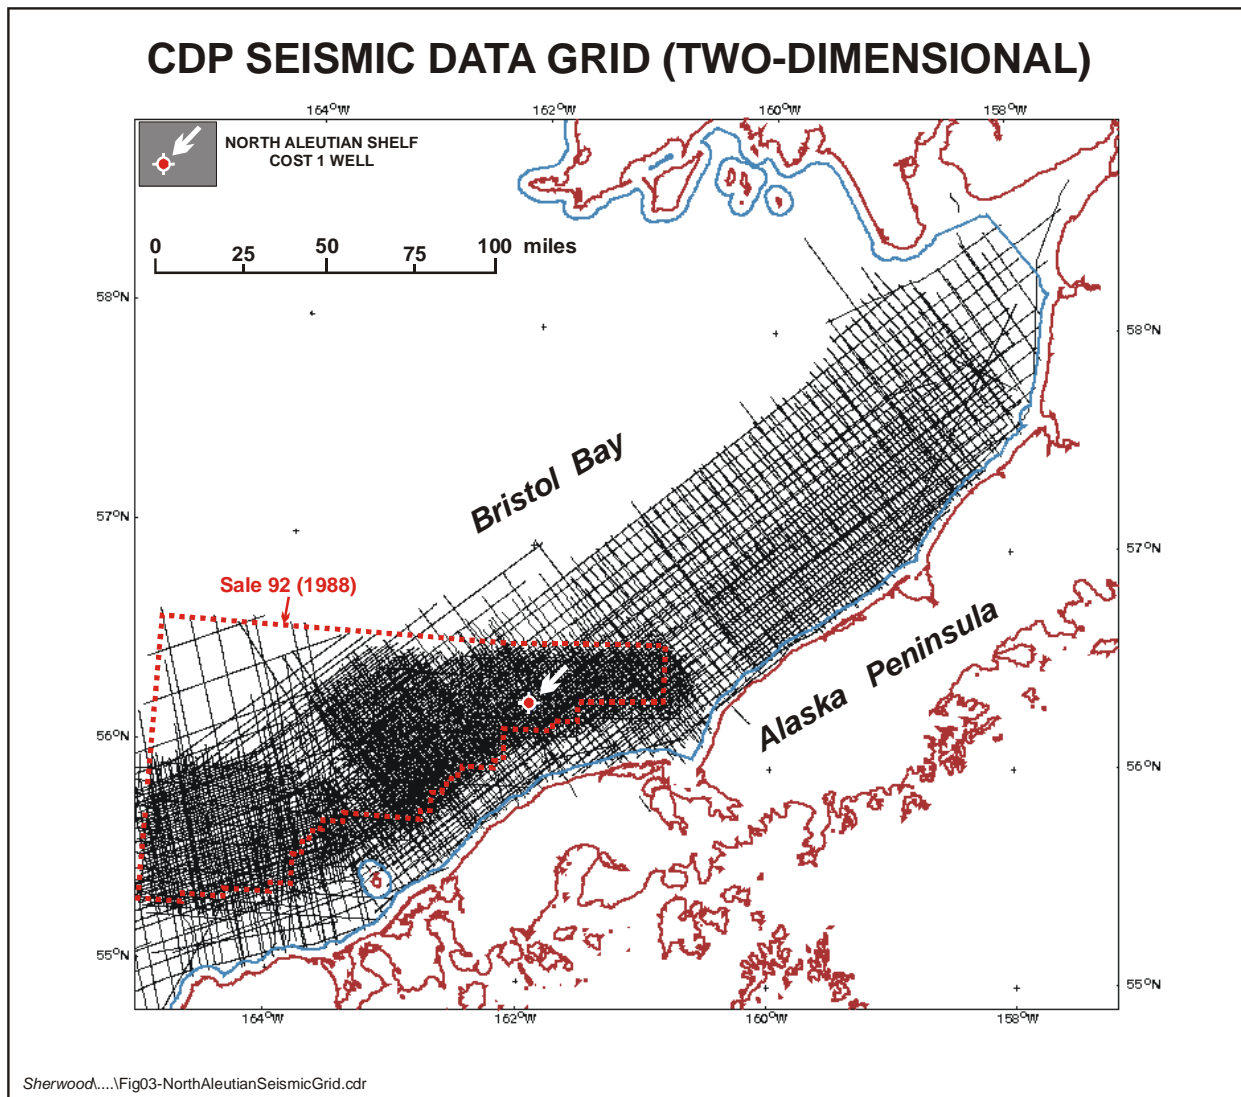 CDP SEISMIC DATA GRID (TWO-DIMENSIONAL)
164°W 162°W 160°W 158°W
NORTH ALEUTIAN SHELF
COST 1 WELL
0 25 50 75 100 miles
58°N
58°N
Bristol Bay
57°N
57°N
Sale 92 (1988)
Alaska Peninsula
56°N
56°N
55°N
55°N
164°W 162°W 160°W 158°W
Sherwood\....\Fig03-NorthAleutianSeismicGrid.cdr